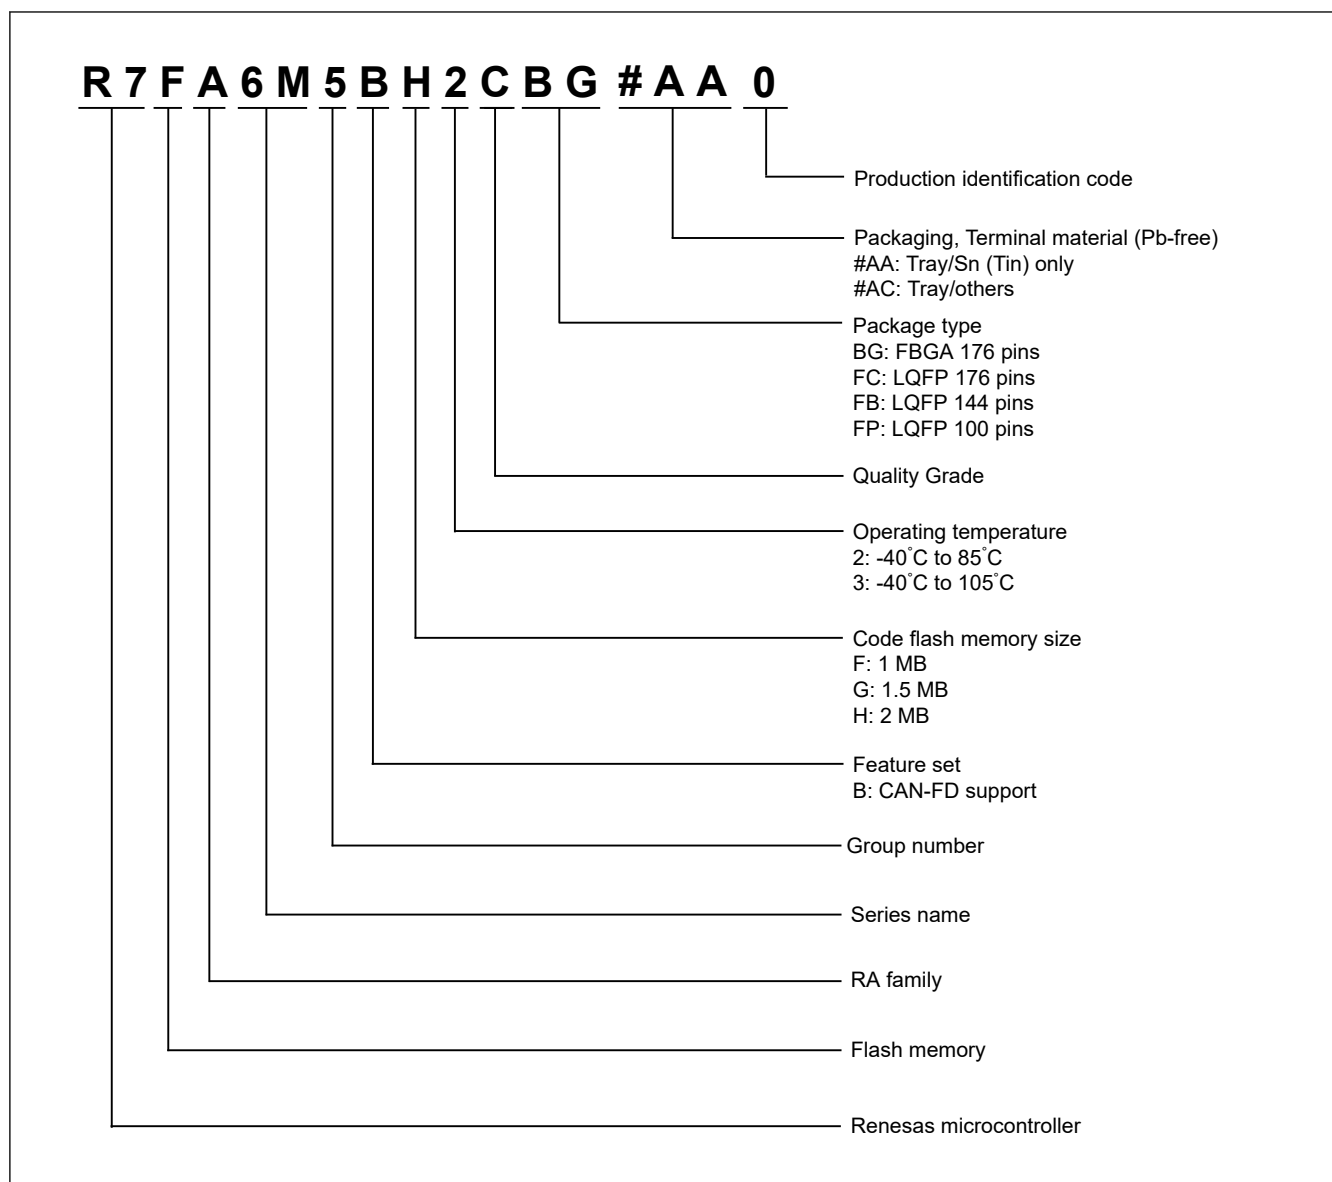 R7FA6M5BH2CBG#AA0
Production identification code
Packaging, Terminal material (Pb-free)
#AA: Tray/Sn (Tin) only
#AC: Tray/others
Package type
BG: FBGA 176 pins
FC: LQFP 176 pins
FB: LQFP 144 pins
FP: LQFP 100 pins
Quality Grade
Operating temperature
2: -40°C to 85°C
3: -40°C to 105°C
Code flash memory size
F: 1 MB
G: 1.5 MB
H: 2 MB
Feature set
B: CAN-FD support
Group number
Series name
RA family
Flash memory
Renesas microcontroller